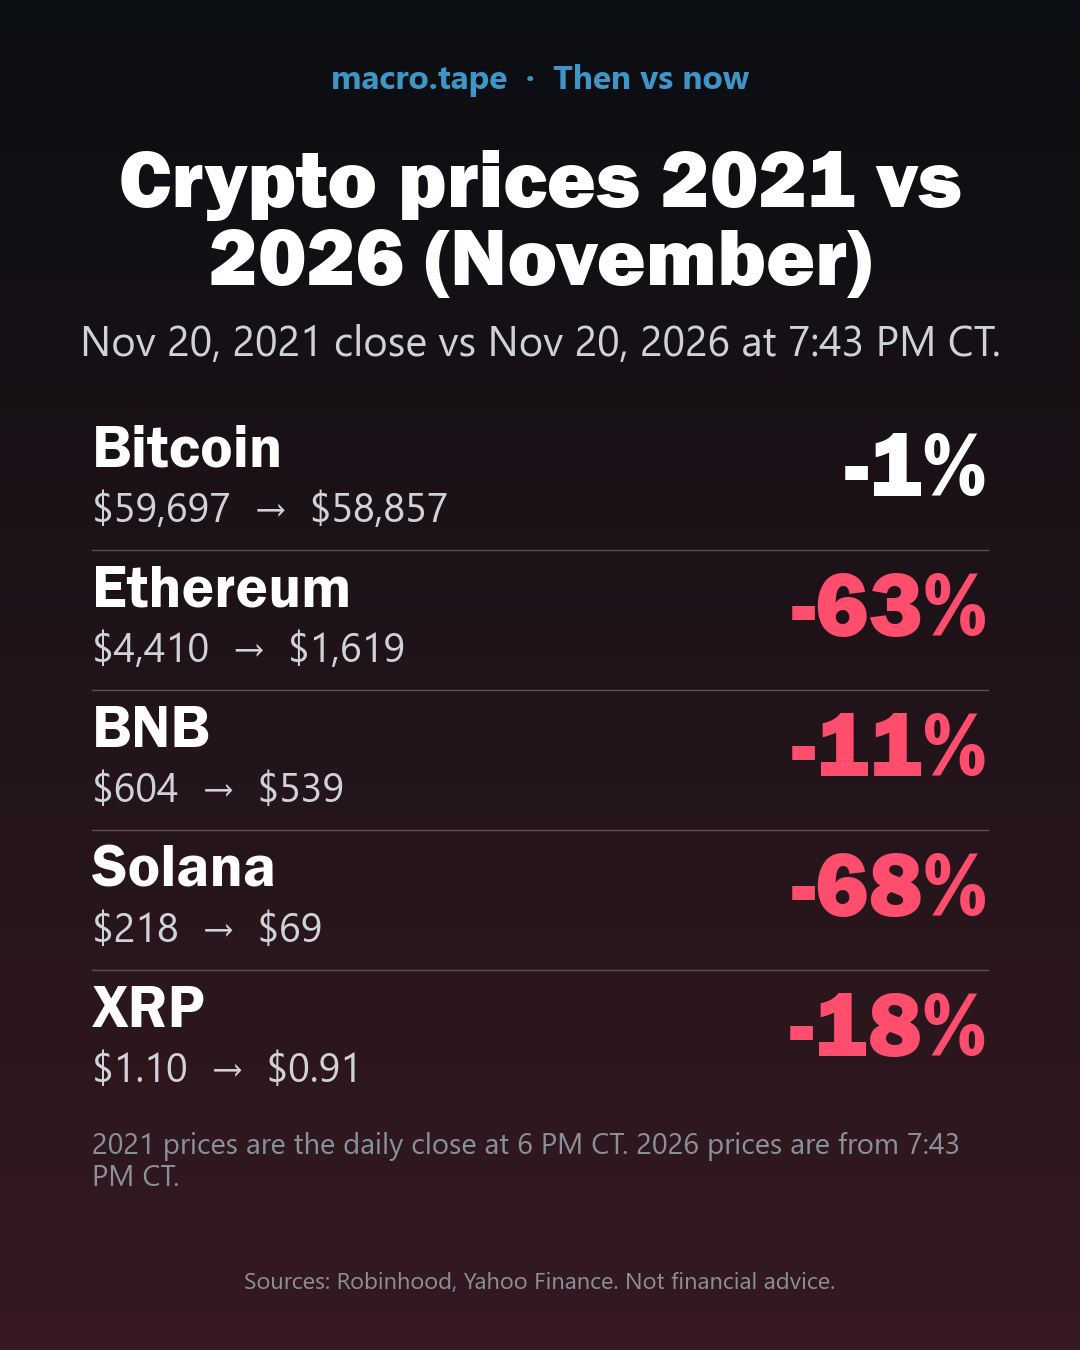 macro.tape · Then vs now
Crypto prices 2021 vs
2026 (November)
Nov 20, 2021 close vs Nov 20, 2026 at 7:43 PM CT.
Bitcoin
-1%
$59,697 → $58,857
Ethereum
-63%
$4,410 → $1,619
BNB
-11%
$604 → $539
Solana
-68%
$218 → $69
XRP
-18%
$1.10 → $0.91
2021 prices are the daily close at 6 PM CT. 2026 prices are from 7:43
PM CT.
Sources: Robinhood, Yahoo Finance. Not financial advice.